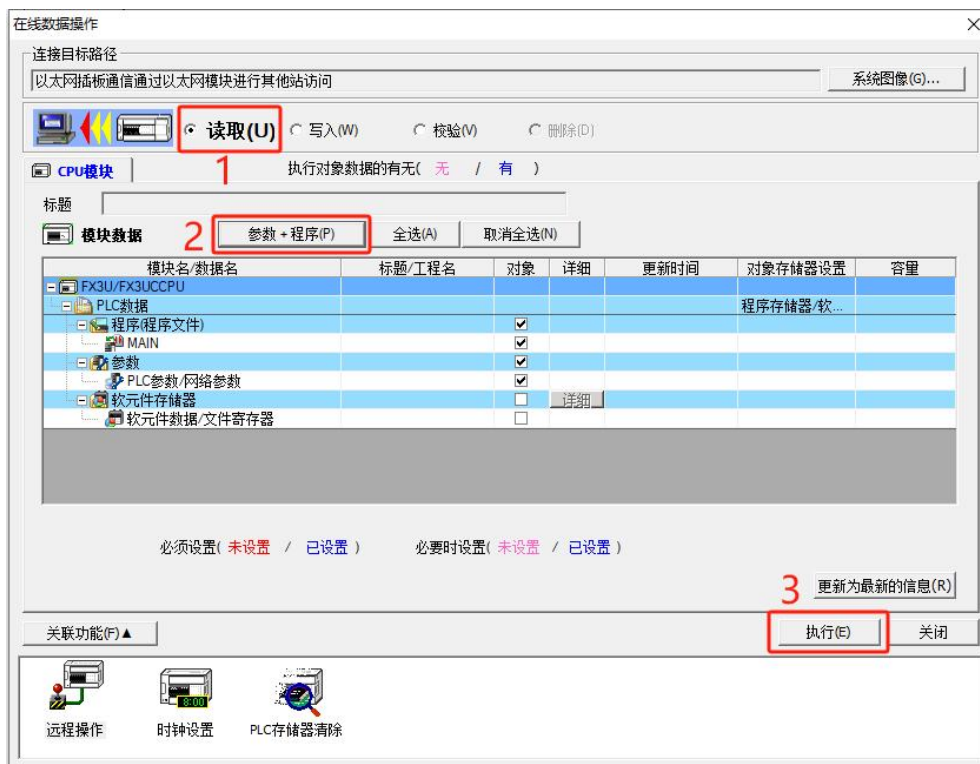 在线数据操作
连接目标路径
以太网插板通信通过以太网模块进行其他站访问 系统图像(G)...
读取(U) 写入(W) 校验(V) 删除(D)
1
CPU模块 执行对象数据的有无( 无 / 有 )
标题
模块数据 2 参数+程序(P) 全选(A) 取消全选(N)
模块名/数据名 标题/工程名 对象 详细 更新时间 对象存储器设置 容量
FX3U/FX3UCCPU
PLC数据 程序存储器/软...
程序(程序文件)
MAIN
参数
PLC参数/网络参数
软元件存储器 详细
软元件数据/文件寄存器
必须设置( 未设置 / 已设置 ) 必要时设置( 未设置 / 已设置 )
3 更新为最新的信息(R)
关联功能(F)▲ 执行(E) 关闭
8:00
远程操作 时钟设置 PLC存储器清除